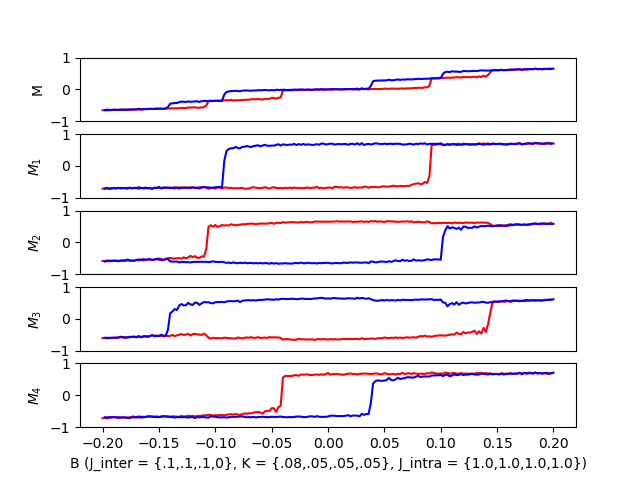 1
0
−1
M
1
0
−1
M₁
1
0
−1
M₂
1
0
−1
M₃
1
0
−1
M₄
−0.20 −0.15 −0.10 −0.05 0.00 0.05 0.10 0.15 0.20
B (J_inter = {.1,.1,.1,0}, K = {.08,.05,.05,.05}, J_intra = {1.0,1.0,1.0,1.0})